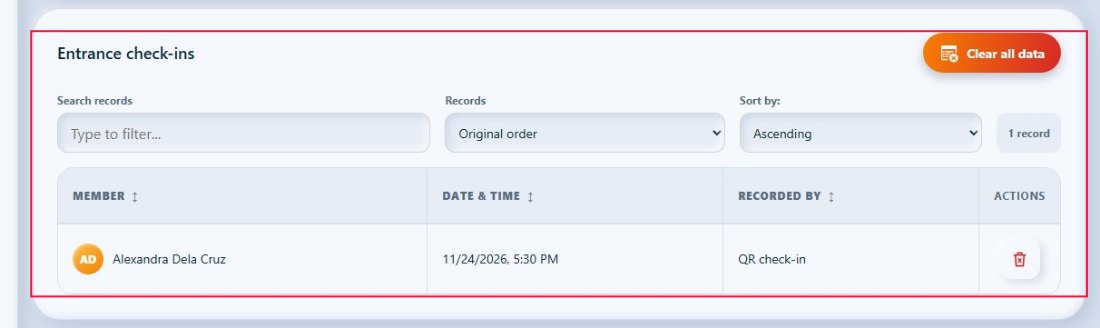 Entrance check-ins
Clear all data
Search records
Records
Sort by:
Type to filter...
Original order
Ascending
1 record
MEMBER ↕
DATE & TIME ↕
RECORDED BY ↕
ACTIONS
AD
Alexandra Dela Cruz
11/24/2026, 5:30 PM
QR check-in